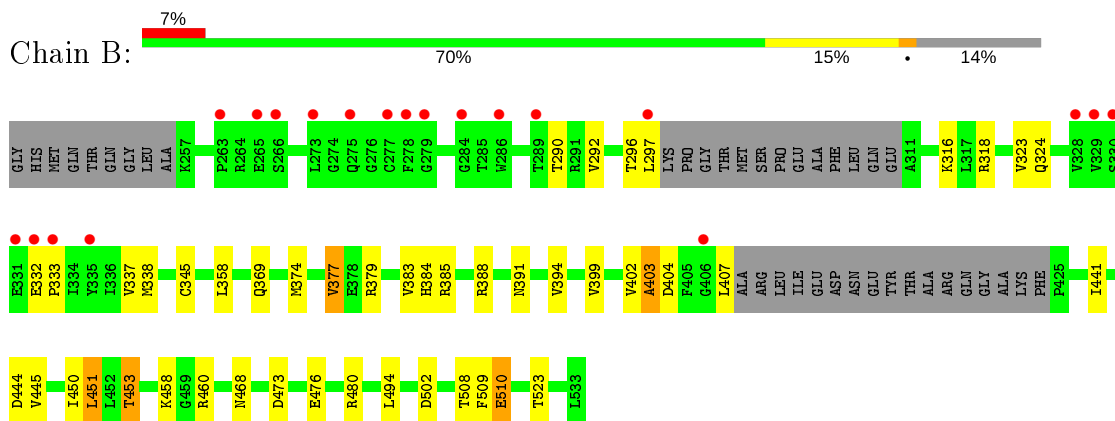 7%
Chain B:
70% 15% • 14%
GLY HIS MET GLN THR GLN GLY LEU ALA K257 P263 R264 E265 S266 L273 G274 Q275 G276 C277 F278 G279 G284 T285 W286 T289 T290 R291 V292 T296 L297 LYS PRO GLY THR MET SER PRO GLU ALA PHE LEU GLN GLU A311 K316 L317 R318 V323 Q324 V328 V329 S330
E331 E332 P333 I334 Y335 I336 V337 M338 C345 L358 Q369 M374 V377 E378 R379 V383 H384 R385 R388 N391 V394 V399 V402 A403 D404 F405 G406 L407 ALA ARG LEU ILE GLU ASP ASN GLU TYR THR ALA ARG GLN GLY ALA LYS PHE P425 I441
D444 V445 I450 L451 L452 T453 K458 G459 R460 N468 D473 E476 R480 L494 D502 T508 F509 E510 T523 L533